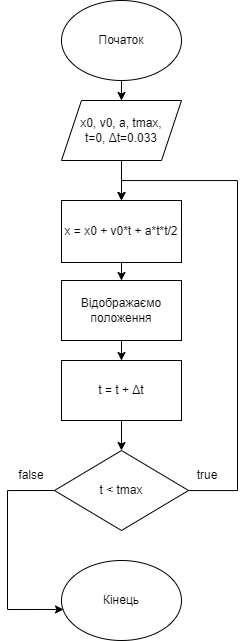 Початок
x0, v0, a, tmax,
t=0, Δt=0.033
x = x0 + v0*t + a*t*t/2
Відображаємо
положення
t = t + Δt
false
true
t < tmax
Кінець